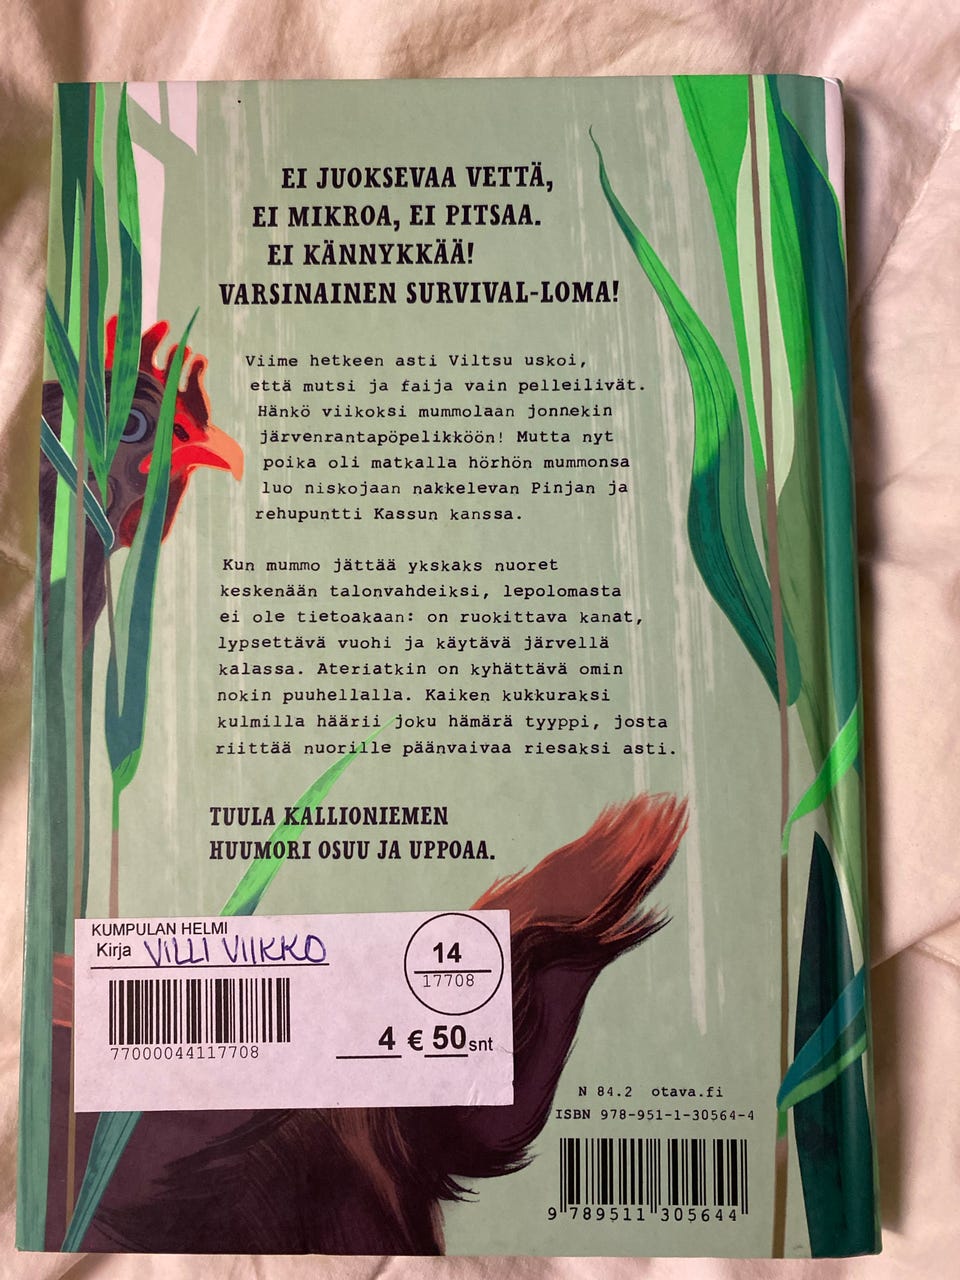 EI JUOKSEVAA VETTÄ,
EI MIKROA, EI PITSAA.
EI KÄNNYKKÄÄ!
VARSINAINEN SURVIVAL-LOMA!
Viime hetkeen asti Viltsu uskoi,
että mutsi ja faija vain pelleilivät.
Hänkö viikoksi mummolaan jonnekin
järvenrantapöpelikköön! Mutta nyt
poika oli matkalla hörhön mummonsa
luo niskojaan nakkelevan Pinjan ja
rehupuntti Kassun kanssa.
Kun mummo jättää ykskaks nuoret
keskenään talonvahdeiksi, lepolomasta
ei ole tietoakaan: on ruokittava kanat,
lypsettävä vuohi ja käytävä järvellä
kalassa. Ateriatkin on kyhättävä omin
nokin puuhellalla. Kaiken kukkuraksi
kulmilla häärii joku hämärä tyyppi, josta
riittää nuorille päänvaivaa riesaksi asti.
TUULA KALLIONIEMEN
HUUMORI OSUU JA UPPOAA.
KUMPULAN HELMI
Kirja VILLI VIIKKO
14
17708
77000044117708
4 € 50 snt
N 84.2 otava.fi
ISBN 978-951-1-30564-4
9 789511 305644